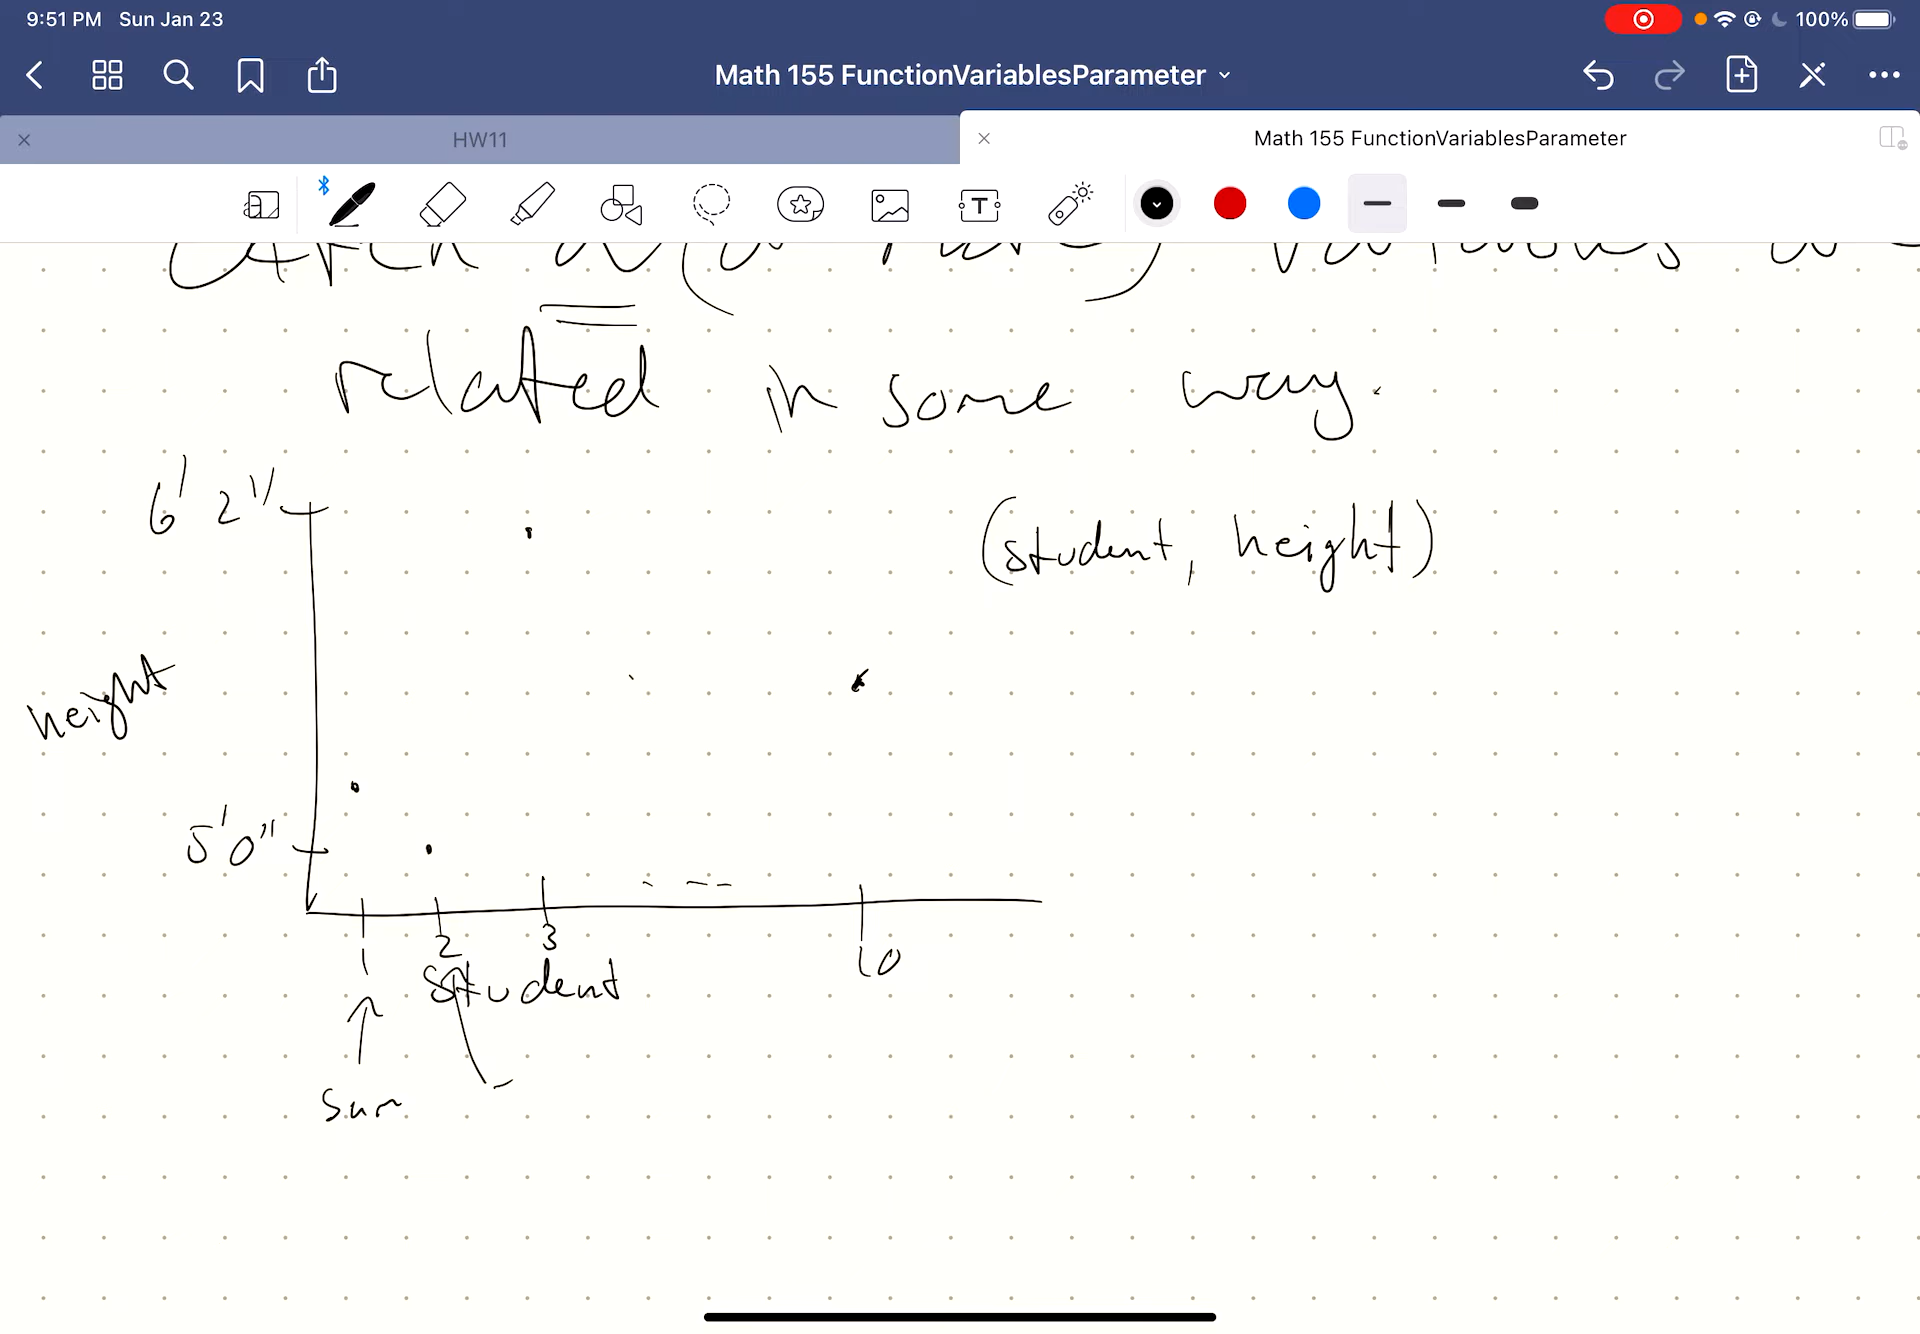 9:51 PM Sun Jan 23 100%
Math 155 FunctionVariablesParameter
HW11 Math 155 FunctionVariablesParameter
related in some way.
6' 2"
(student, height)
height
5'0"
1 2 3 10
Student
Sam